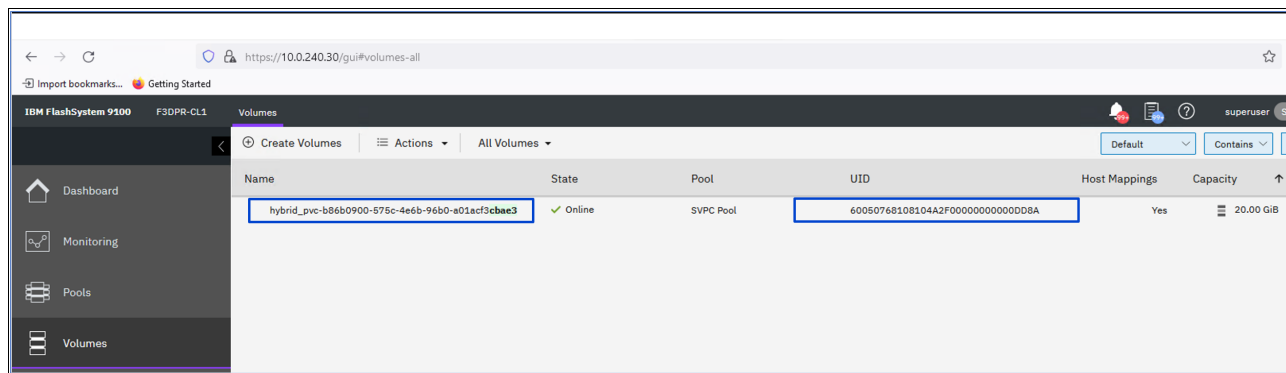 https://10.0.240.30/gui#volumes-all
Import bookmarks... Getting Started
IBM FlashSystem 9100 F3DPR-CL1 Volumes 99+ 99+ superuser S
Create Volumes Actions All Volumes Default Contains
Name State Pool UID Host Mappings Capacity
Dashboard
hybrid_pvc-b86b0900-575c-4e6b-96b0-a01acf3cbae3 Online SVPC Pool 60050768108104A2F00000000000DD8A Yes 20.00 GiB
Monitoring
Pools
Volumes